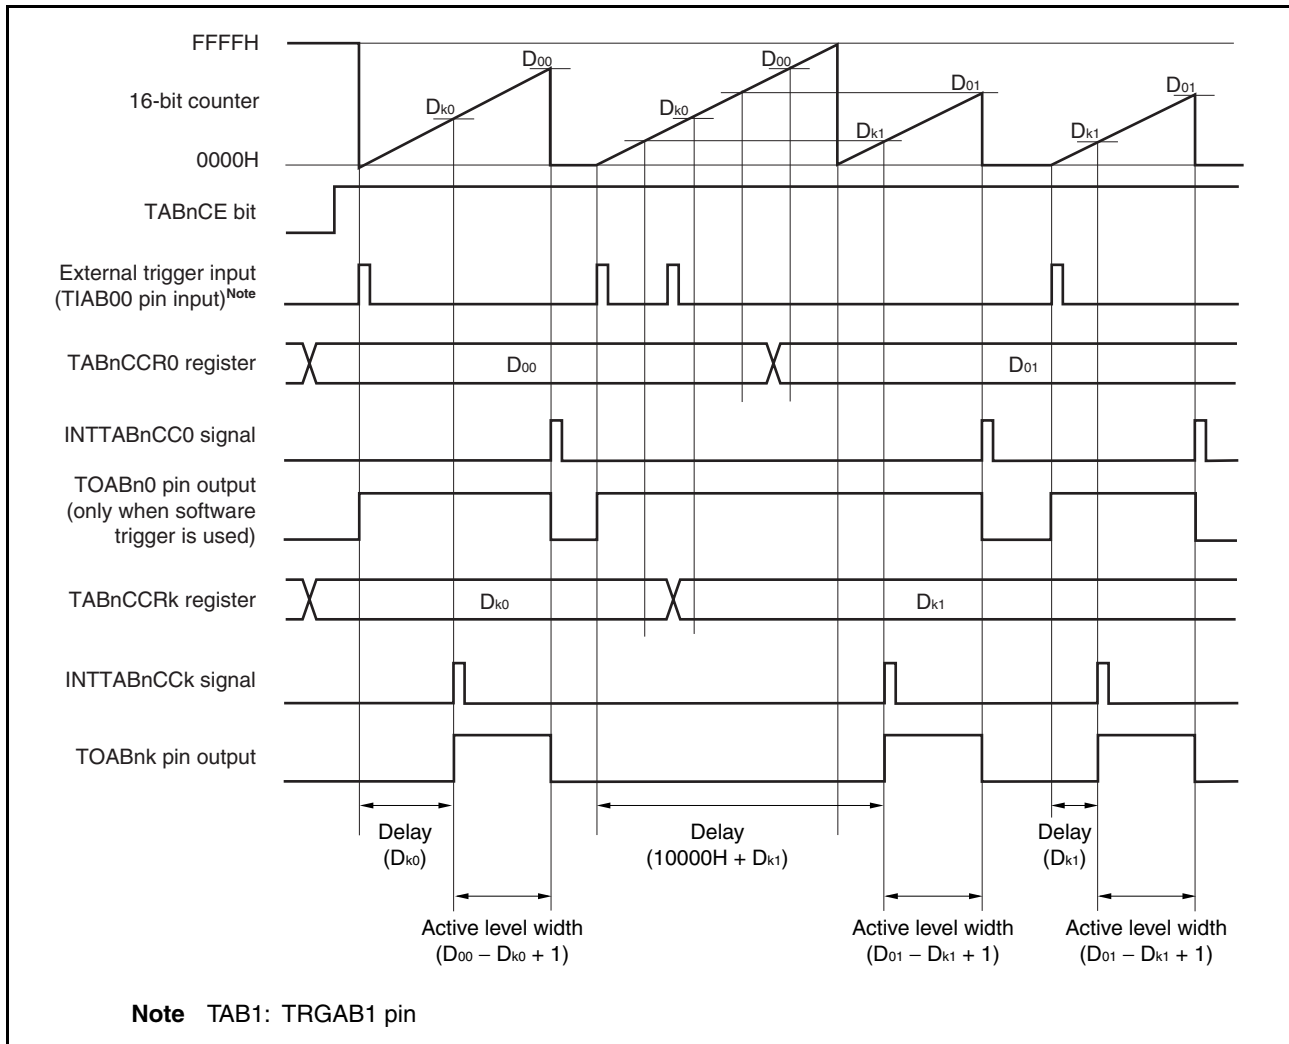 FFFFH
D00
D00
16-bit counter
Dk0
Dk0
D01
D01
Dk1
Dk1
0000H
TABnCE bit
External trigger input
(TIAB00 pin input)Note
TABnCCR0 register
D00
D01
INTTABnCC0 signal
TOABn0 pin output
(only when software
trigger is used)
TABnCCRk register
Dk0
Dk1
INTTABnCCk signal
TOABnk pin output
Delay
(Dk0)
Delay
(10000H + Dk1)
Delay
(Dk1)
Active level width
(D00 − Dk0 + 1)
Active level width
(D01 − Dk1 + 1)
Active level width
(D01 − Dk1 + 1)
Note TAB1: TRGAB1 pin